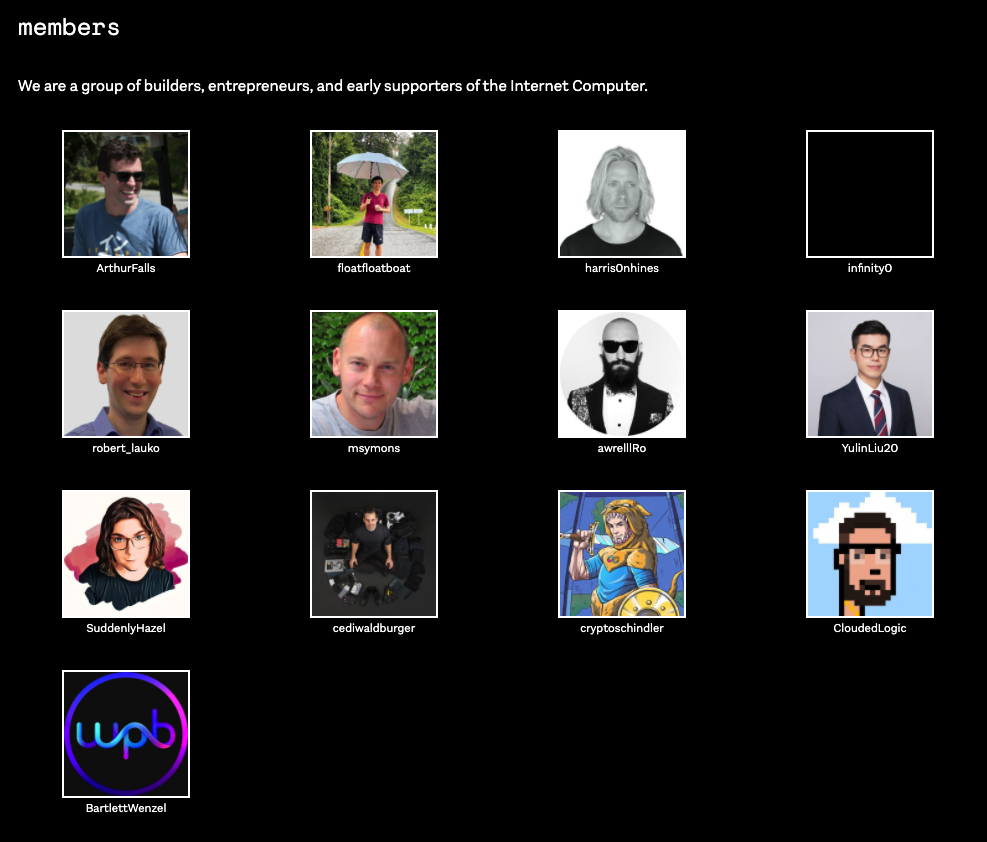 members
We are a group of builders, entrepreneurs, and early supporters of the Internet Computer.
ArthurFalls
floatfloatboat
harris0nhines
infinity0
robert_lauko
msymons
awrelllRo
YulinLiu20
SuddenlyHazel
cediwaldburger
cryptoschindler
CloudedLogic
wpb
BartlettWenzel